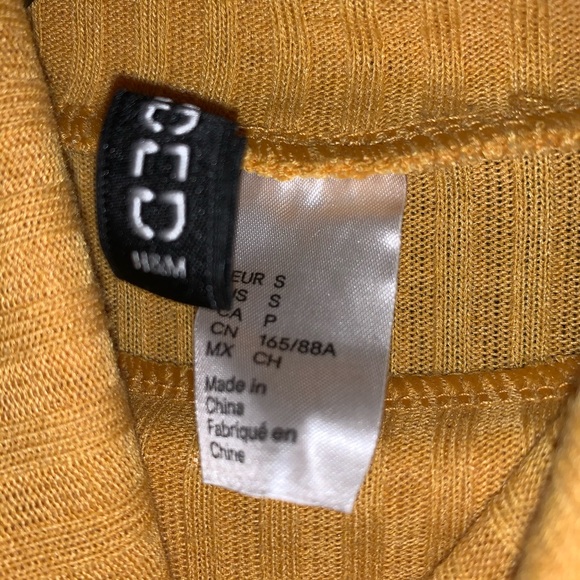 H&M
EUR S
US S
CA P
CN 165/88A
MX CH
Made in
China
Fabriqué en
Chine